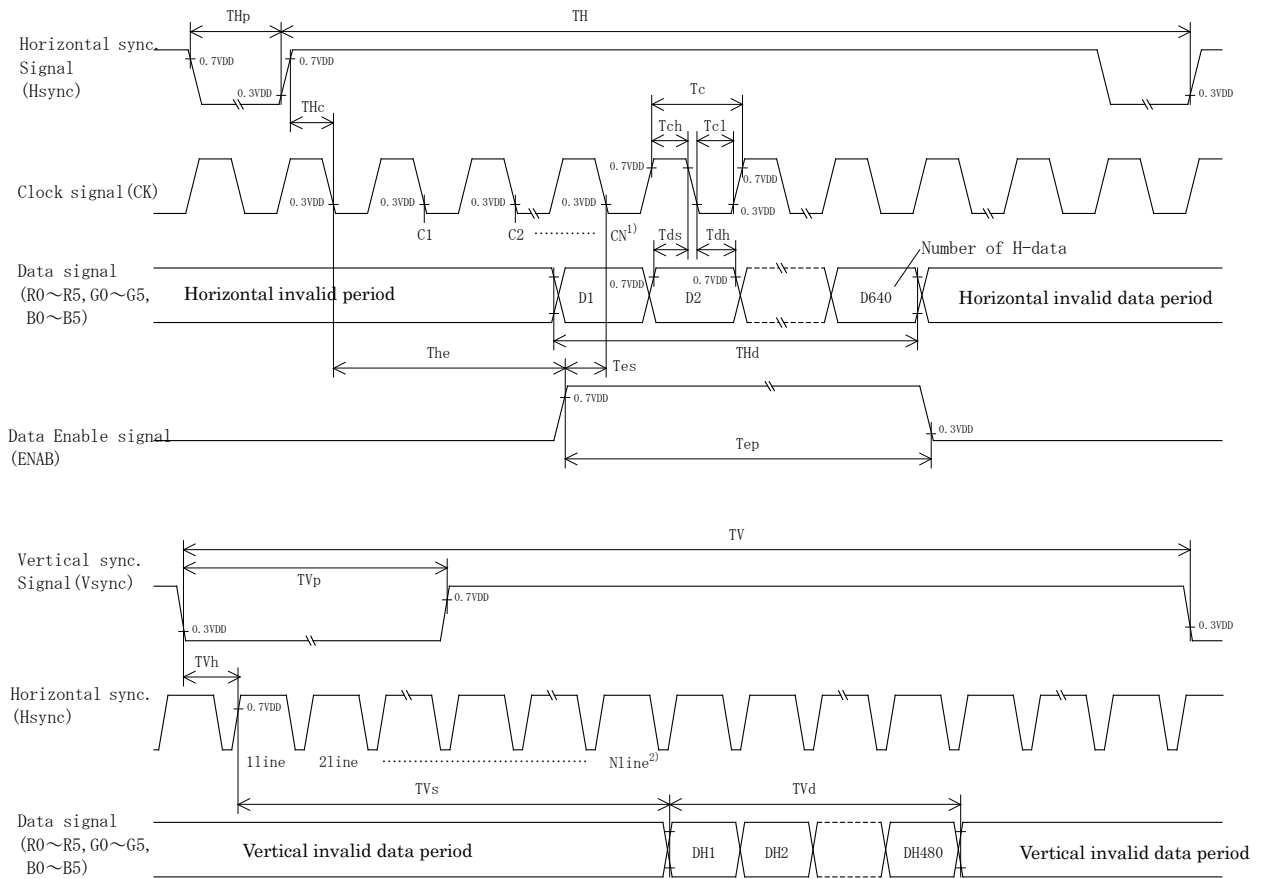 THp
TH
Horizontal sync.
Signal
(Hsync)
0.7VDD
0.7VDD
0.3VDD
0.3VDD
THc
Tc
Tch
Tcl
Clock signal(CK)
0.7VDD
0.7VDD
0.3VDD
0.3VDD
0.3VDD
0.3VDD
0.3VDD
C1
C2
············
CN1)
Tds
Tdh
Number of H-data
Data signal
(R0～R5,G0～G5,
B0～B5)
Horizontal invalid period
0.7VDD
0.7VDD
D1
D2
D640
Horizontal invalid data period
The
Tes
THd
0.7VDD
Data Enable signal
(ENAB)
0.3VDD
Tep
TV
Vertical sync.
Signal(Vsync)
TVp
0.7VDD
0.3VDD
0.3VDD
TVh
Horizontal sync.
(Hsync)
0.7VDD
1line
2line
········································
Nline2)
TVs
TVd
Data signal
(R0～R5,G0～G5,
B0～B5)
Vertical invalid data period
DH1
DH2
DH480
Vertical invalid data period